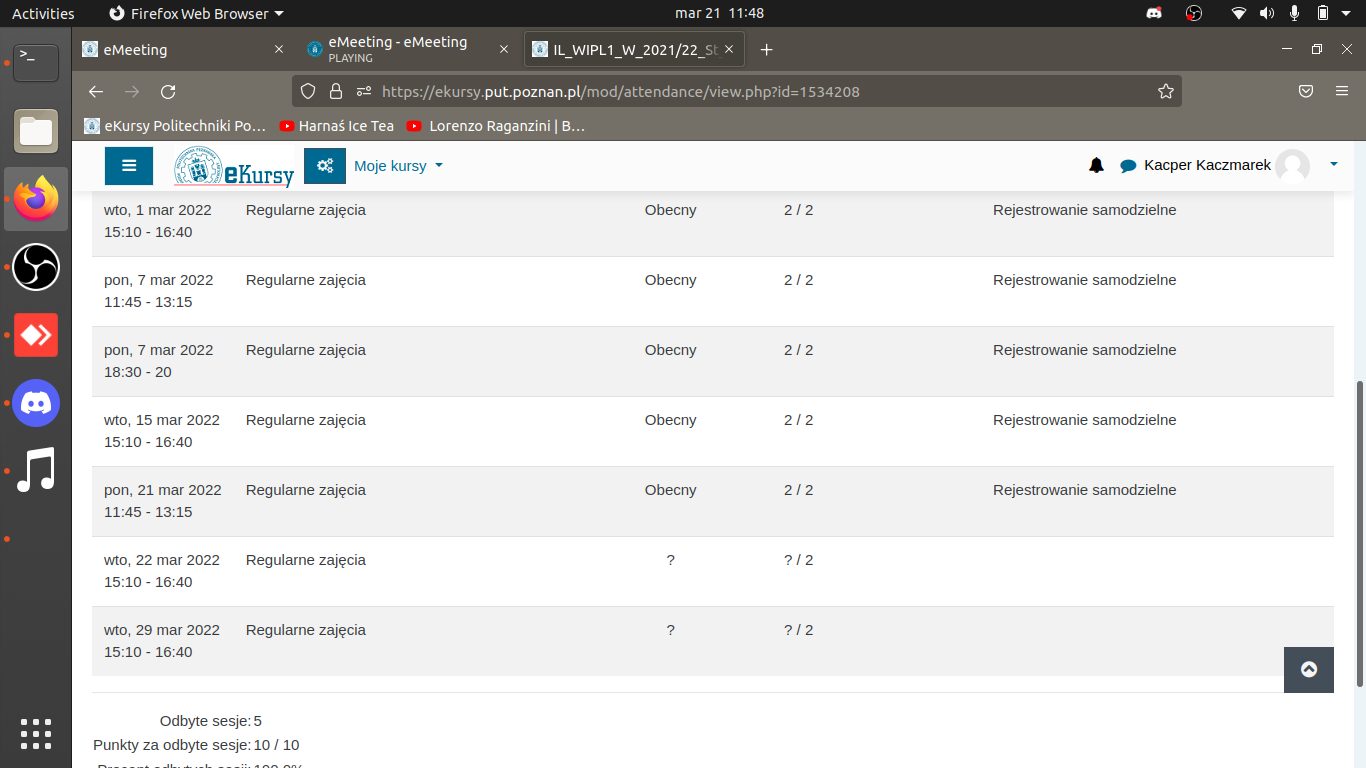 Activities
Firefox Web Browser
mar 21 11:48
eMeeting
eMeeting - eMeeting
PLAYING
IL_WIPL1_W_2021/22_St
https://ekursy.put.poznan.pl/mod/attendance/view.php?id=1534208
eKursy Politechniki Po…
Harnaś Ice Tea
Lorenzo Raganzini | B…
eKursy
Moje kursy
Kacper Kaczmarek
wto, 1 mar 2022 Regularne zajęcia Obecny 2 / 2 Rejestrowanie samodzielne
15:10 - 16:40
pon, 7 mar 2022 Regularne zajęcia Obecny 2 / 2 Rejestrowanie samodzielne
11:45 - 13:15
pon, 7 mar 2022 Regularne zajęcia Obecny 2 / 2 Rejestrowanie samodzielne
18:30 - 20
wto, 15 mar 2022 Regularne zajęcia Obecny 2 / 2 Rejestrowanie samodzielne
15:10 - 16:40
pon, 21 mar 2022 Regularne zajęcia Obecny 2 / 2 Rejestrowanie samodzielne
11:45 - 13:15
wto, 22 mar 2022 Regularne zajęcia ? ? / 2
15:10 - 16:40
wto, 29 mar 2022 Regularne zajęcia ? ? / 2
15:10 - 16:40
Odbyte sesje: 5
Punkty za odbyte sesje: 10 / 10
Procent odbytych sesji: 100,0%